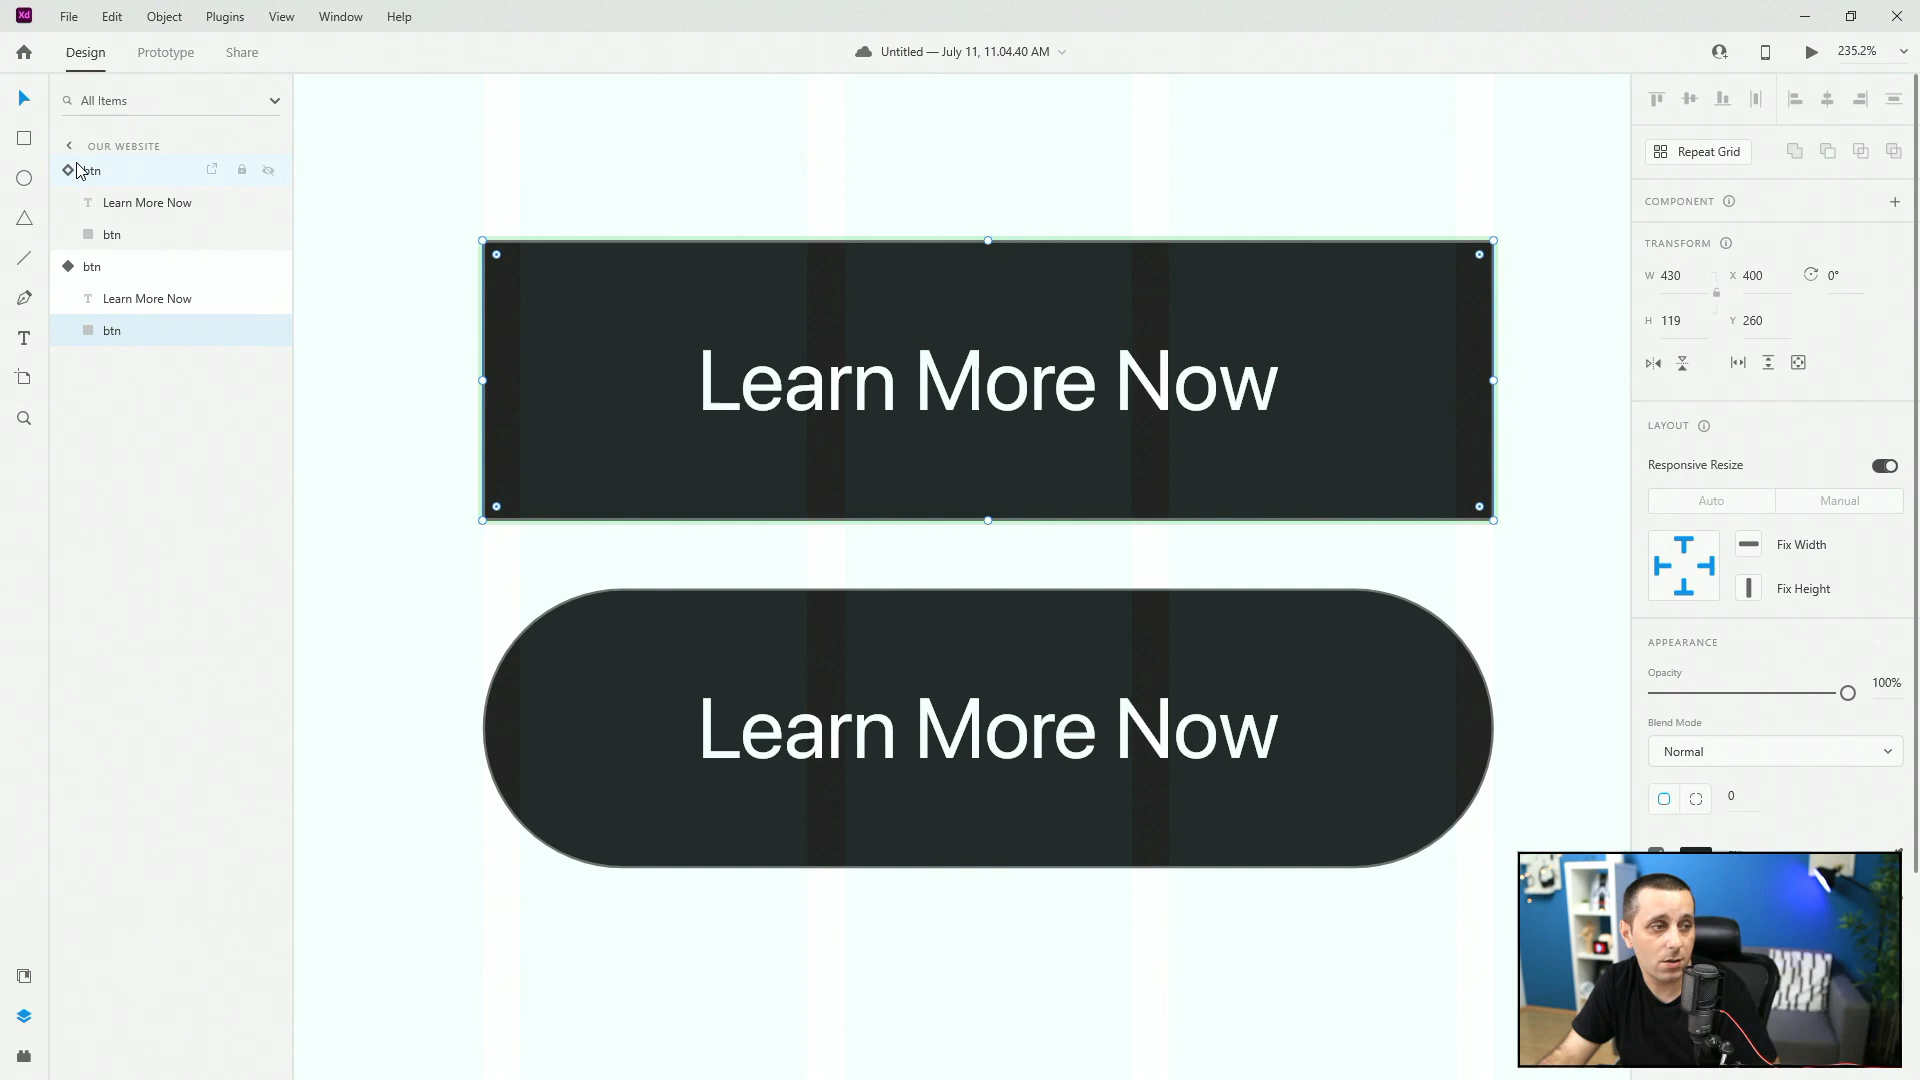 Xd File Edit Object Plugins View Window Help
Design Prototype Share
Untitled — July 11, 11.04.40 AM
235.2%
All Items
OUR WEBSITE
btn
Learn More Now
btn
btn
Learn More Now
btn
Learn More Now
Learn More Now
Repeat Grid
COMPONENT
TRANSFORM
W 430 X 400 0°
H 119 Y 260
LAYOUT
Responsive Resize
Auto Manual
Fix Width
Fix Height
APPEARANCE
Opacity
100%
Blend Mode
Normal
0